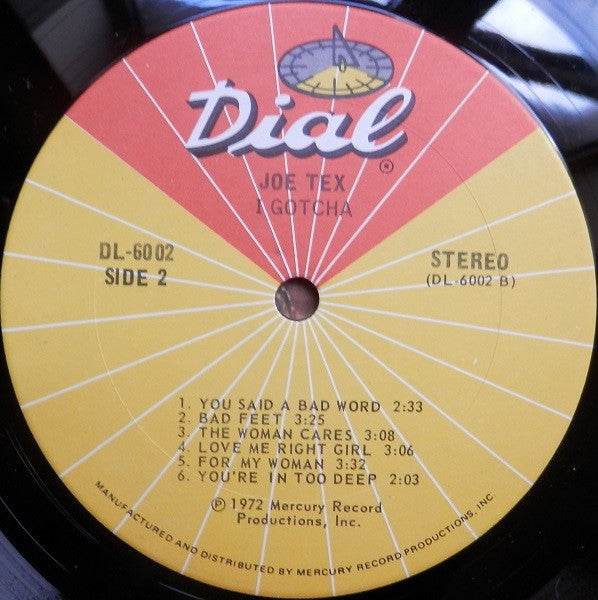 Dial
®
JOE TEX
I GOTCHA
DL-6002
SIDE 2
STEREO
(DL-6002 B)
1. YOU SAID A BAD WORD 2:33
2. BAD FEET 3:25
3. THE WOMAN CARES 3:08
4. LOVE ME RIGHT GIRL 3:06
5. FOR MY WOMAN 3:32
6. YOU'RE IN TOO DEEP 2:03
Ⓟ 1972 Mercury Record
Productions, Inc.
MANUFACTURED AND DISTRIBUTED BY MERCURY RECORD PRODUCTIONS, INC.